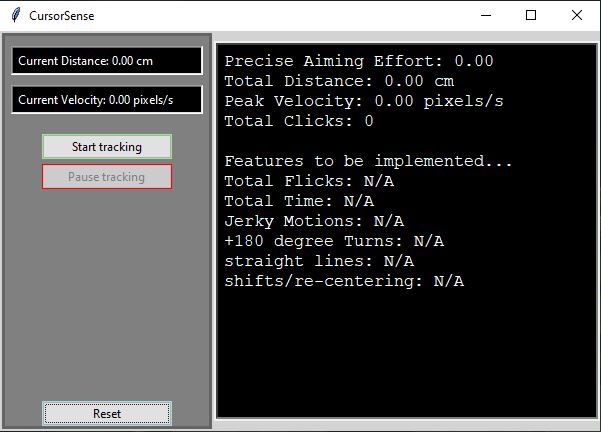 CursorSense
Current Distance: 0.00 cm
Current Velocity: 0.00 pixels/s
Start tracking
Pause tracking
Reset
Precise Aiming Effort: 0.00
Total Distance: 0.00 cm
Peak Velocity: 0.00 pixels/s
Total Clicks: 0
Features to be implemented...
Total Flicks: N/A
Total Time: N/A
Jerky Motions: N/A
+180 degree Turns: N/A
straight lines: N/A
shifts/re-centering: N/A